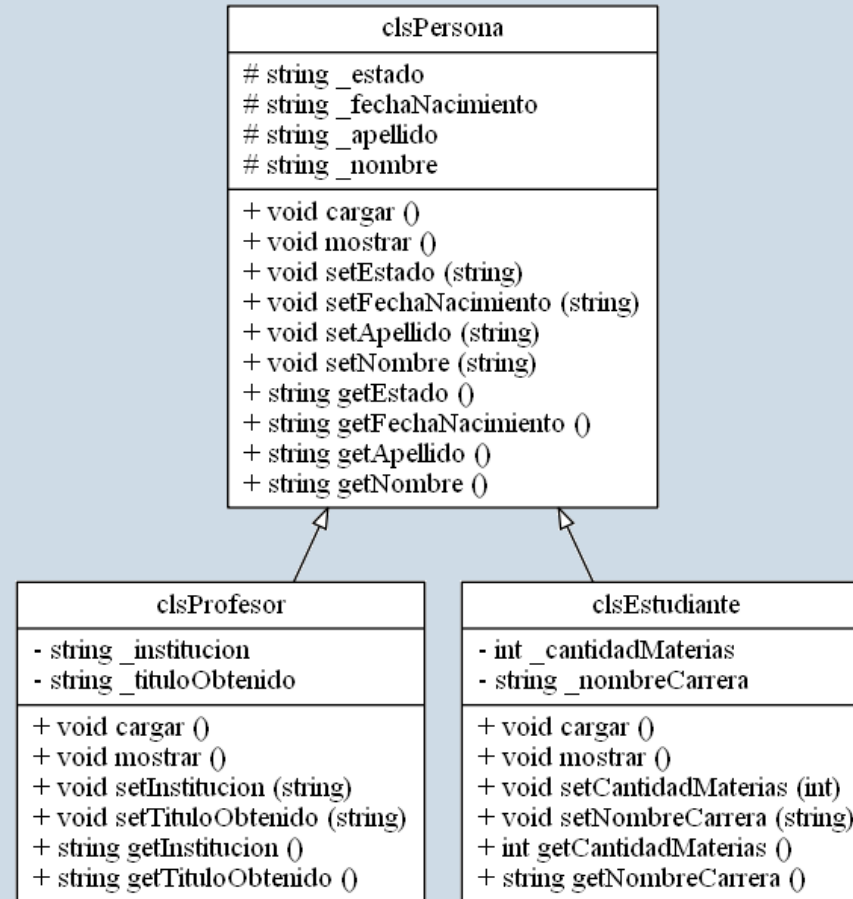 clsPersona
# string _estado
# string _fechaNacimiento
# string _apellido
# string _nombre
+ void cargar ()
+ void mostrar ()
+ void setEstado (string)
+ void setFechaNacimiento (string)
+ void setApellido (string)
+ void setNombre (string)
+ string getEstado ()
+ string getFechaNacimiento ()
+ string getApellido ()
+ string getNombre ()
clsProfesor
- string _institucion
- string _tituloObtenido
+ void cargar ()
+ void mostrar ()
+ void setInstitucion (string)
+ void setTituloObtenido (string)
+ string getInstitucion ()
+ string getTituloObtenido ()
clsEstudiante
- int _cantidadMaterias
- string _nombreCarrera
+ void cargar ()
+ void mostrar ()
+ void setCantidadMaterias (int)
+ void setNombreCarrera (string)
+ int getCantidadMaterias ()
+ string getNombreCarrera ()